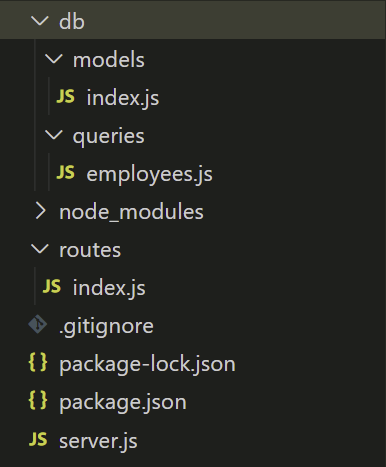 db
models
JS index.js
queries
JS employees.js
node_modules
routes
JS index.js
.gitignore
{} package-lock.json
{} package.json
JS server.js